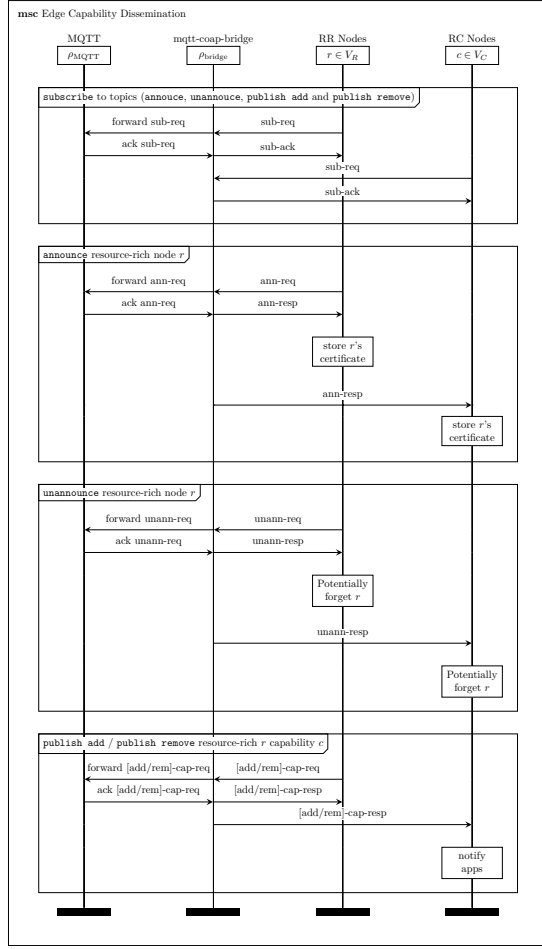 msc Edge Capability Dissemination
MQTT mqtt-coap-bridge RR Nodes RC Nodes
ρMQTT ρbridge r ∈ VR c ∈ VC
subscribe to topics (annouce, unannouce, publish add and publish remove)
forward sub-req sub-req
ack sub-req sub-ack
sub-req
sub-ack
announce resource-rich node r
forward ann-req ann-req
ack ann-req ann-resp
store r's
certificate
ann-resp
store r's
certificate
unannounce resource-rich node r
forward unann-req unann-req
ack unann-req unann-resp
Potentially
forget r
unann-resp
Potentially
forget r
publish add / publish remove resource-rich r capability c
forward [add/rem]-cap-req [add/rem]-cap-req
ack [add/rem]-cap-req [add/rem]-cap-resp
[add/rem]-cap-resp
notify
apps